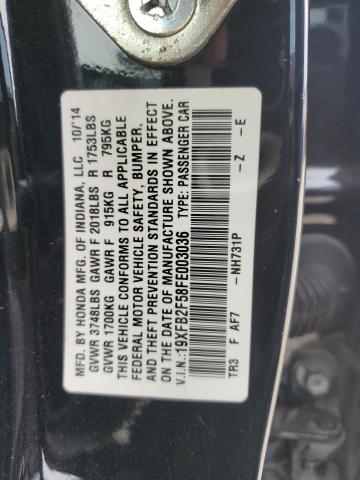 MFD. BY HONDA MFG. OF INDIANA, LLC 10/'14
GVWR 3748LBS GAWR F 2018LBS R 1753LBS
GVWR 1700KG GAWR F 915KG R 795KG
THIS VEHICLE CONFORMS TO ALL APPLICABLE
FEDERAL MOTOR VEHICLE SAFETY, BUMPER,
AND THEFT PREVENTION STANDARDS IN EFFECT
ON THE DATE OF MANUFACTURE SHOWN ABOVE.
V.I.N.:19XFB2F58FE003036 TYPE: PASSENGER CAR
TR3 F AF7 -NH731P -Z -E